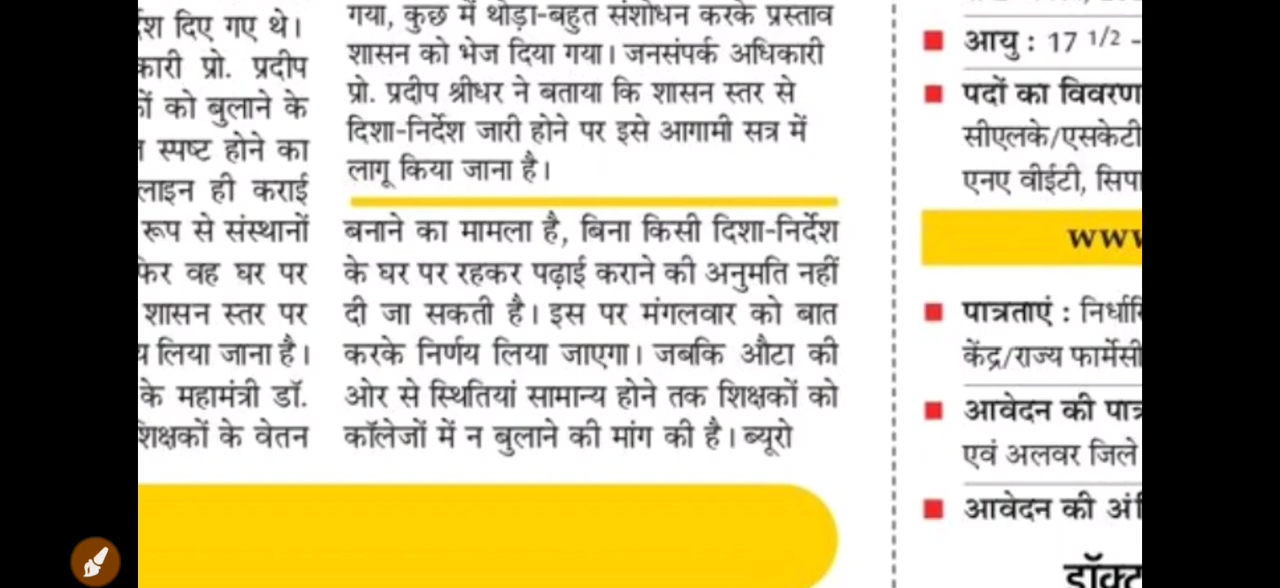 र्देश दिए गए थे।
प्रो. प्रदीप
को बुलाने के
स्पष्ट होने का
ही कराई
रूप से संस्थानों
फिर वह घर पर
शासन स्तर पर
लिया जाना है।
के महामंत्री डॉ.
शिक्षकों के वेतन
गया, कुछ में थोड़ा-बहुत संशोधन करके प्रस्ताव
शासन को भेज दिया गया। जनसंपर्क अधिकारी
प्रो. प्रदीप श्रीधर ने बताया कि शासन स्तर से
दिशा-निर्देश जारी होने पर इसे आगामी सत्र में
लागू किया जाना है।
बनाने का मामला है, बिना किसी दिशा-निर्देश
के घर पर रहकर पढ़ाई कराने की अनुमति नहीं
दी जा सकती है। इस पर मंगलवार को बात
करके निर्णय लिया जाएगा। जबकि औटा की
ओर से स्थितियां सामान्य होने तक शिक्षकों को
कॉलेजों में न बुलाने की मांग की है। ब्यूरो
आयु : 17 1/2 -
पदों का विवरण
सीएलके/एसकेटी
एनए वीईटी, सिपा
www
पात्रताएं :
केंद्र/राज्य फार्मेसी
आवेदन की
एवं अलवर जिले
आवेदन की